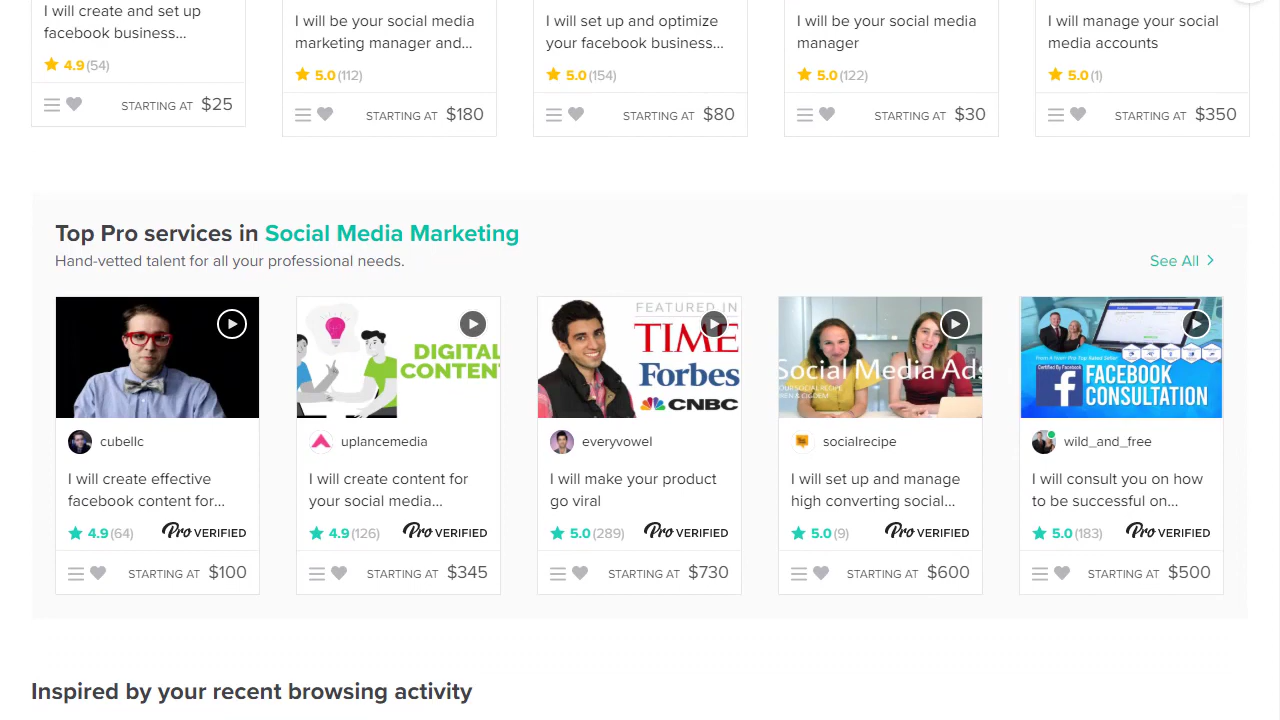 I will create and set up
facebook business...
4.9 (54)
STARTING AT $25
I will be your social media
marketing manager and...
5.0 (112)
STARTING AT $180
I will set up and optimize
your facebook business...
5.0 (154)
STARTING AT $80
I will be your social media
manager
5.0 (122)
STARTING AT $30
I will manage your social
media accounts
5.0 (1)
STARTING AT $350
Top Pro services in Social Media Marketing
Hand-vetted talent for all your professional needs.
See All
cubellc
I will create effective
facebook content for...
4.9 (64)
Pro VERIFIED
STARTING AT $100
DIGITAL
CONTENT
uplancemedia
I will create content for
your social media...
4.9 (126)
Pro VERIFIED
STARTING AT $345
FEATURED IN
TIME
Forbes
CNBC
everyvowel
I will make your product
go viral
5.0 (289)
Pro VERIFIED
STARTING AT $730
Social Media Ads
socialrecipe
I will set up and manage
high converting social...
5.0 (9)
Pro VERIFIED
STARTING AT $600
Certified By Facebook
FACEBOOK
CONSULTATION
wild_and_free
I will consult you on how
to be successful on...
5.0 (183)
Pro VERIFIED
STARTING AT $500
Inspired by your recent browsing activity